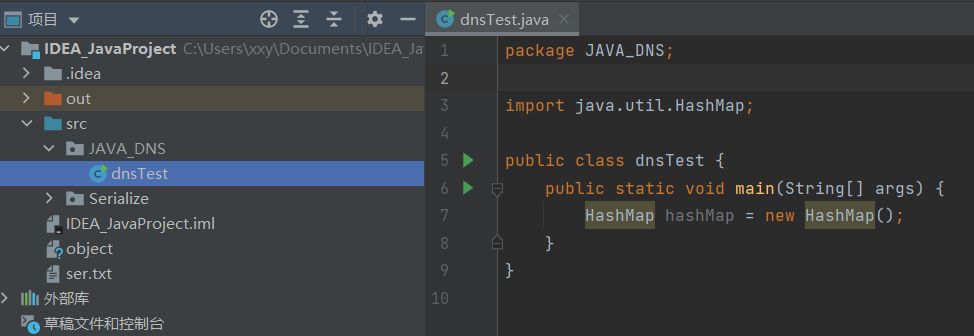 项目
IDEA_JavaProject C:\Users\xxy\Documents\IDEA_Ja
.idea
out
src
JAVA_DNS
dnsTest
Serialize
IDEA_JavaProject.iml
object
ser.txt
外部库
草稿文件和控制台
dnsTest.java
1 package JAVA_DNS;
2
3 import java.util.HashMap;
4
5 public class dnsTest {
6 public static void main(String[] args) {
7 HashMap hashMap = new HashMap();
8 }
9 }
10